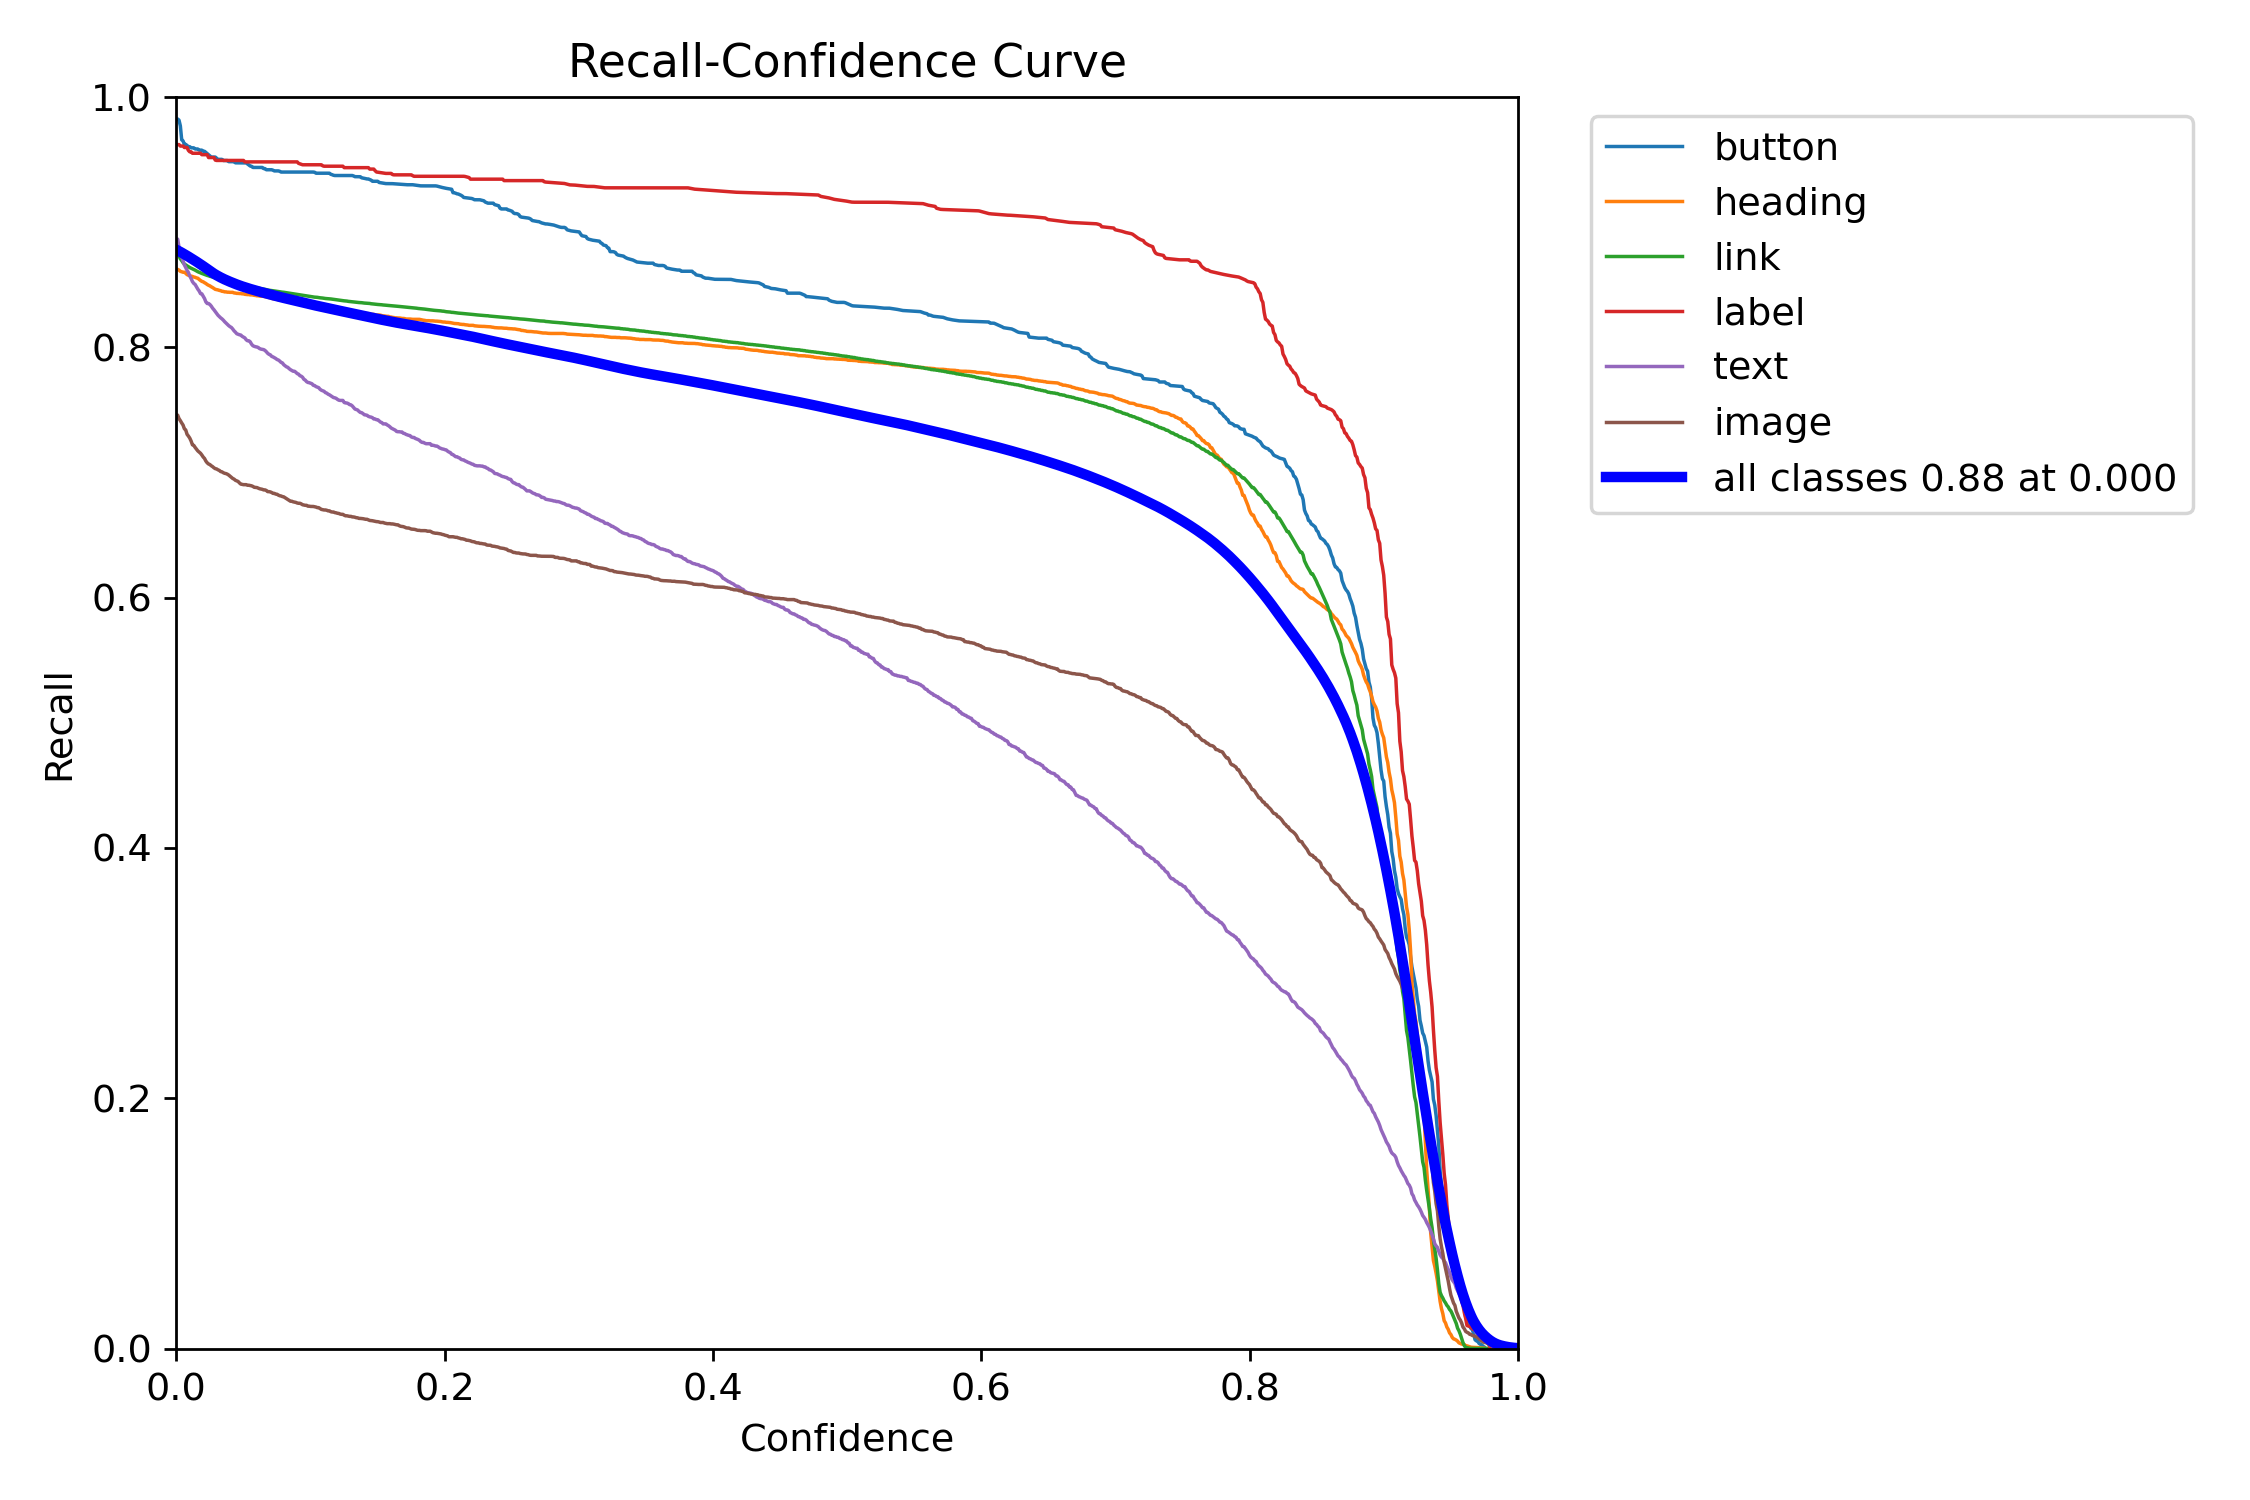 Recall-Confidence Curve
1.0
0.8
0.6
0.4
0.2
0.0
Recall
0.0 0.2 0.4 0.6 0.8 1.0
Confidence
button
heading
link
label
text
image
all classes 0.88 at 0.000